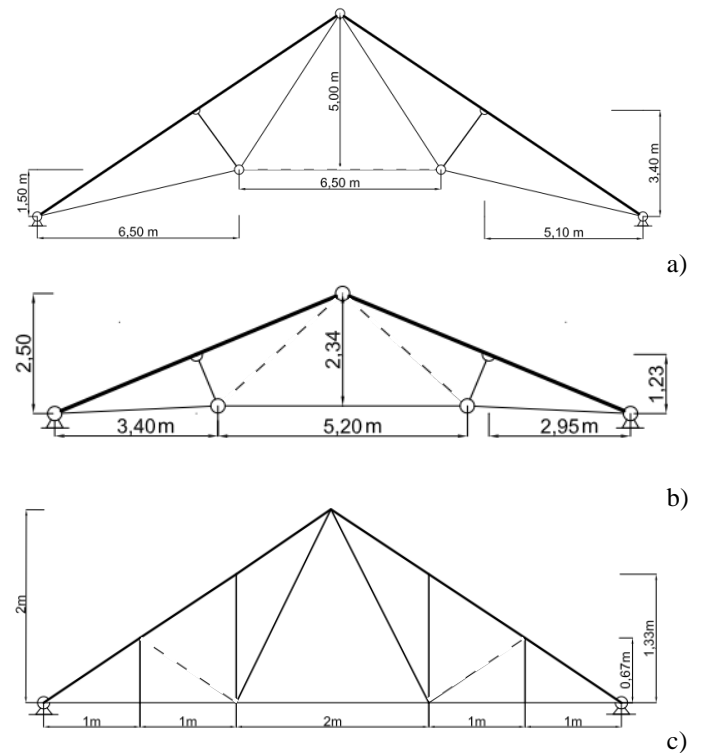 5,00 m
1,50 m
6,50 m
3,40 m
6,50 m
5,10 m
a)
2,50
2,34
1,23
3,40m
5,20m
2,95m
b)
2m
1,33m
0,67m
1m
1m
2m
1m
1m
c)